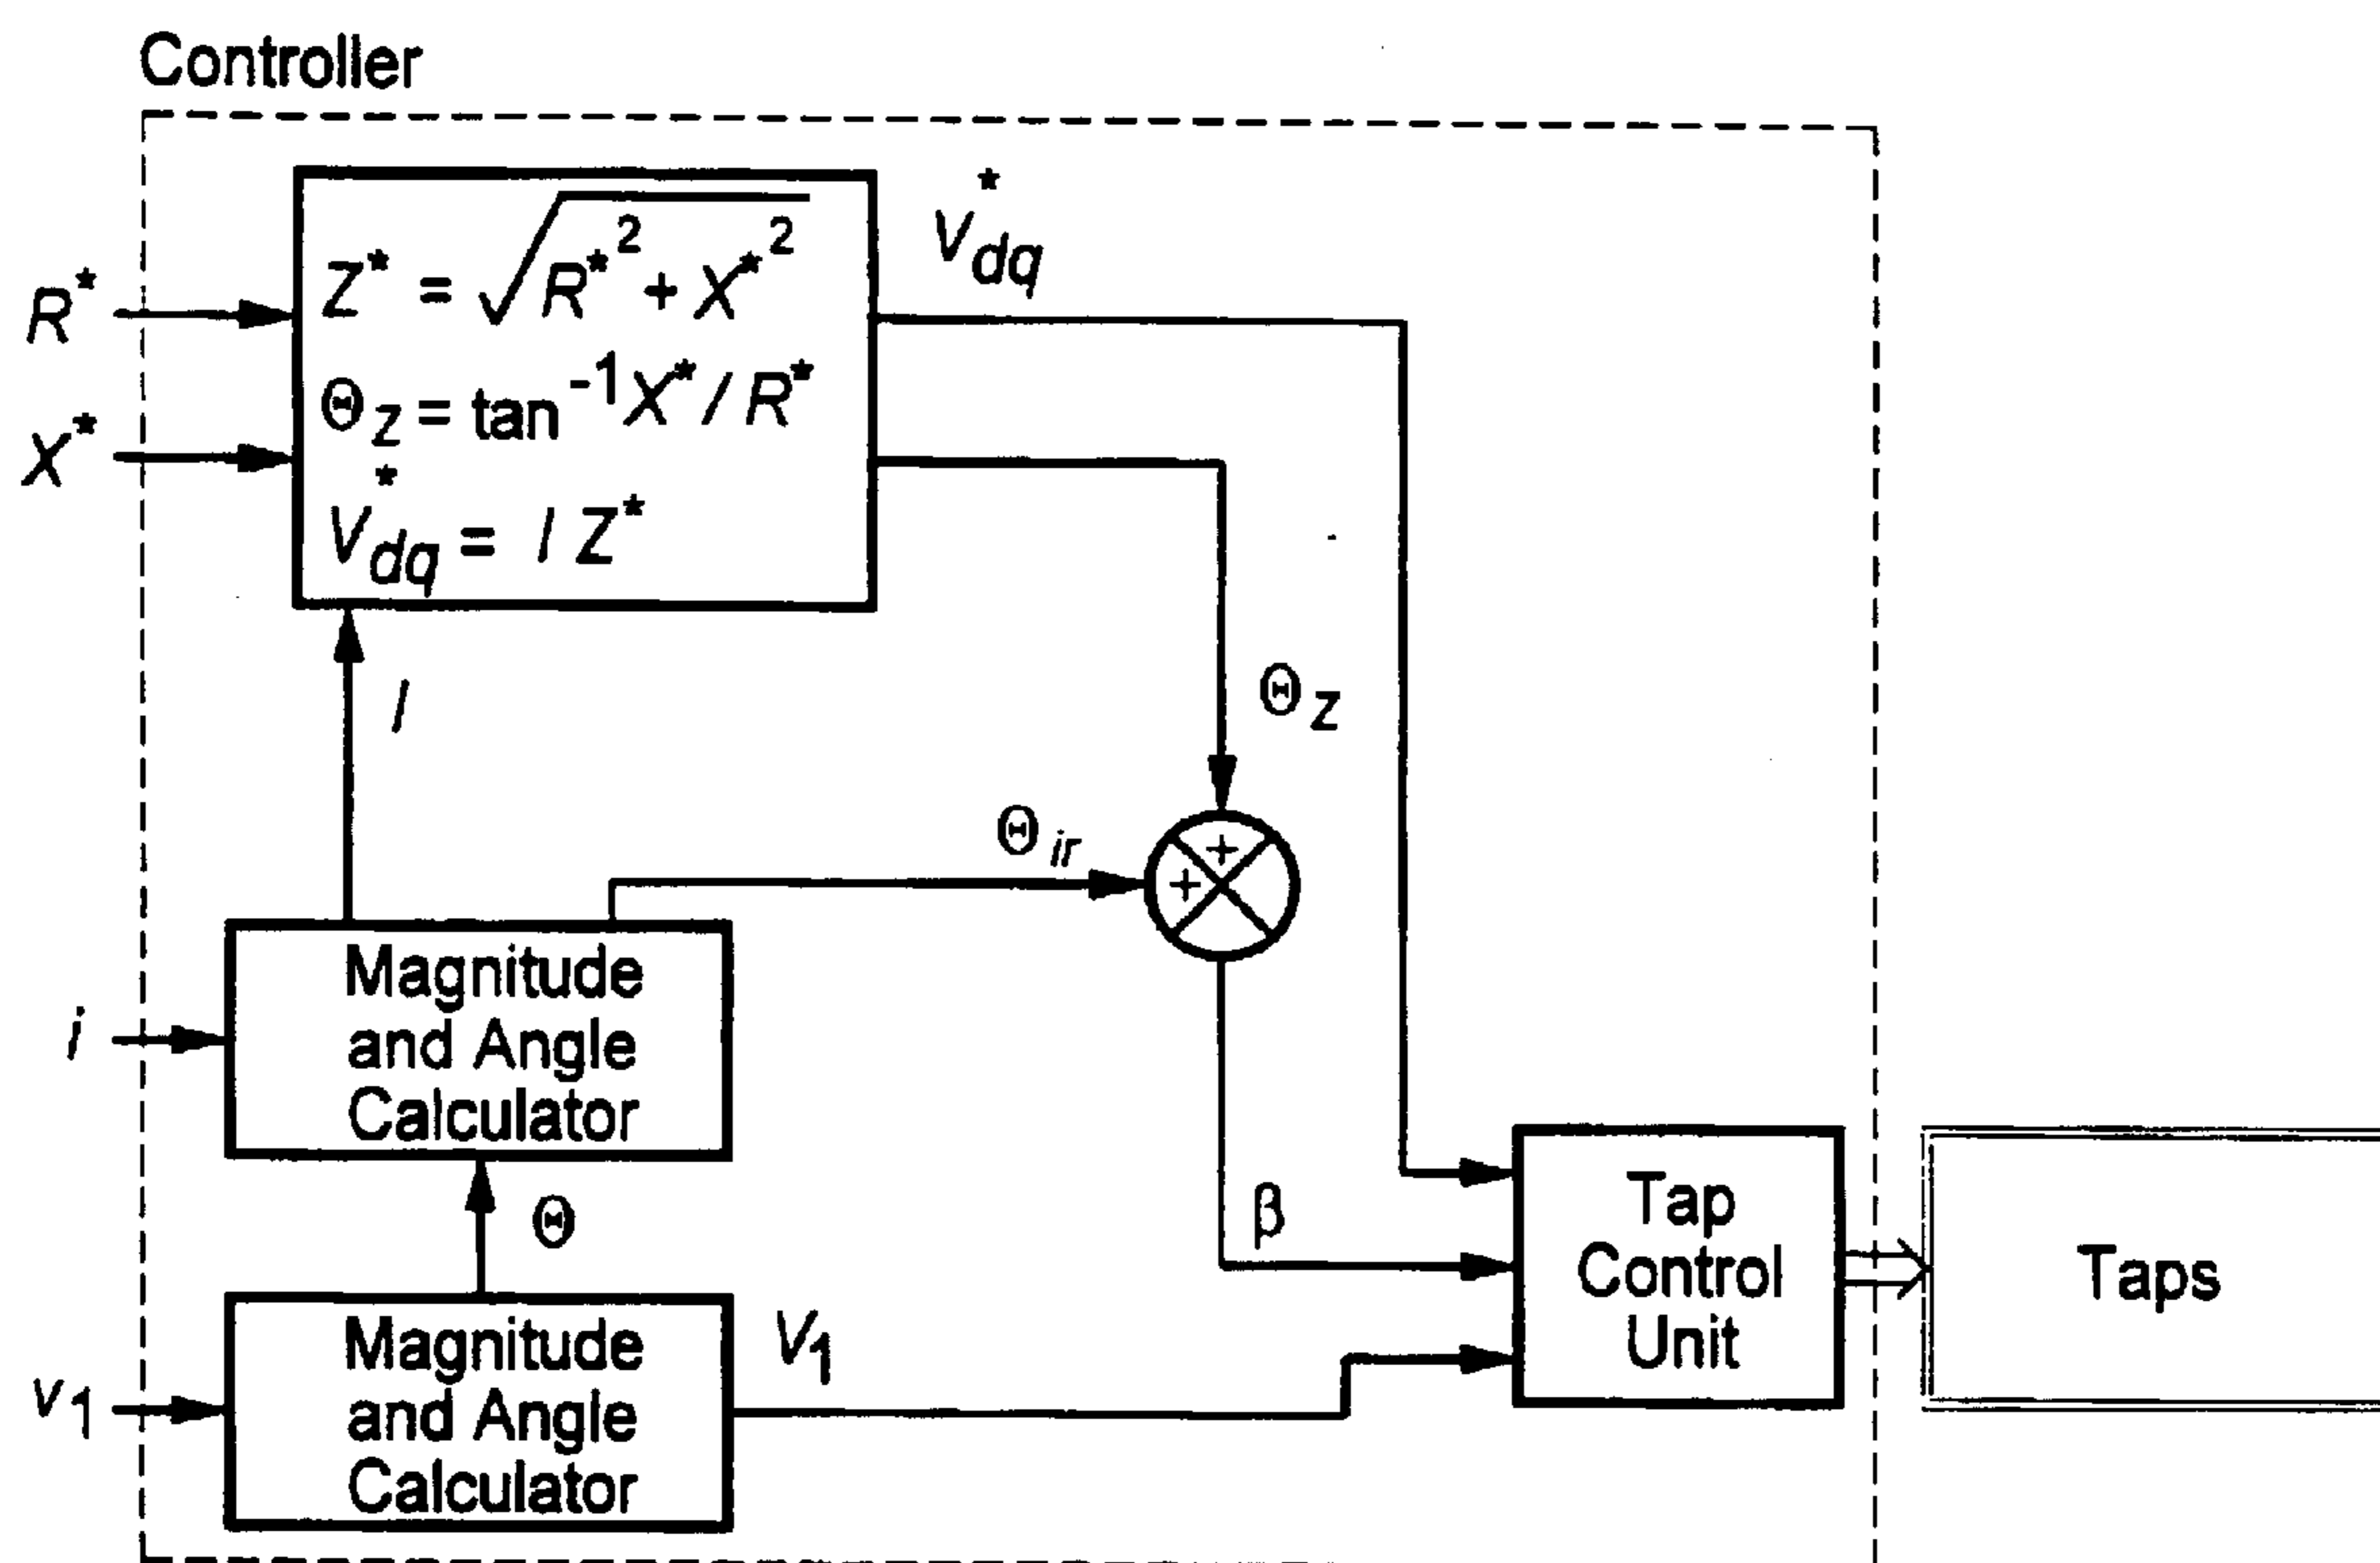 Controller
R*
X*
Z* = √R*² + X*²
Θz = tan⁻¹X*/R*
V*dq = I Z*
V*dq
I
Θz
Θir
+
+
i
Magnitude
and Angle
Calculator
Θ
β
v1
Magnitude
and Angle
Calculator
V1
Tap
Control
Unit
Taps